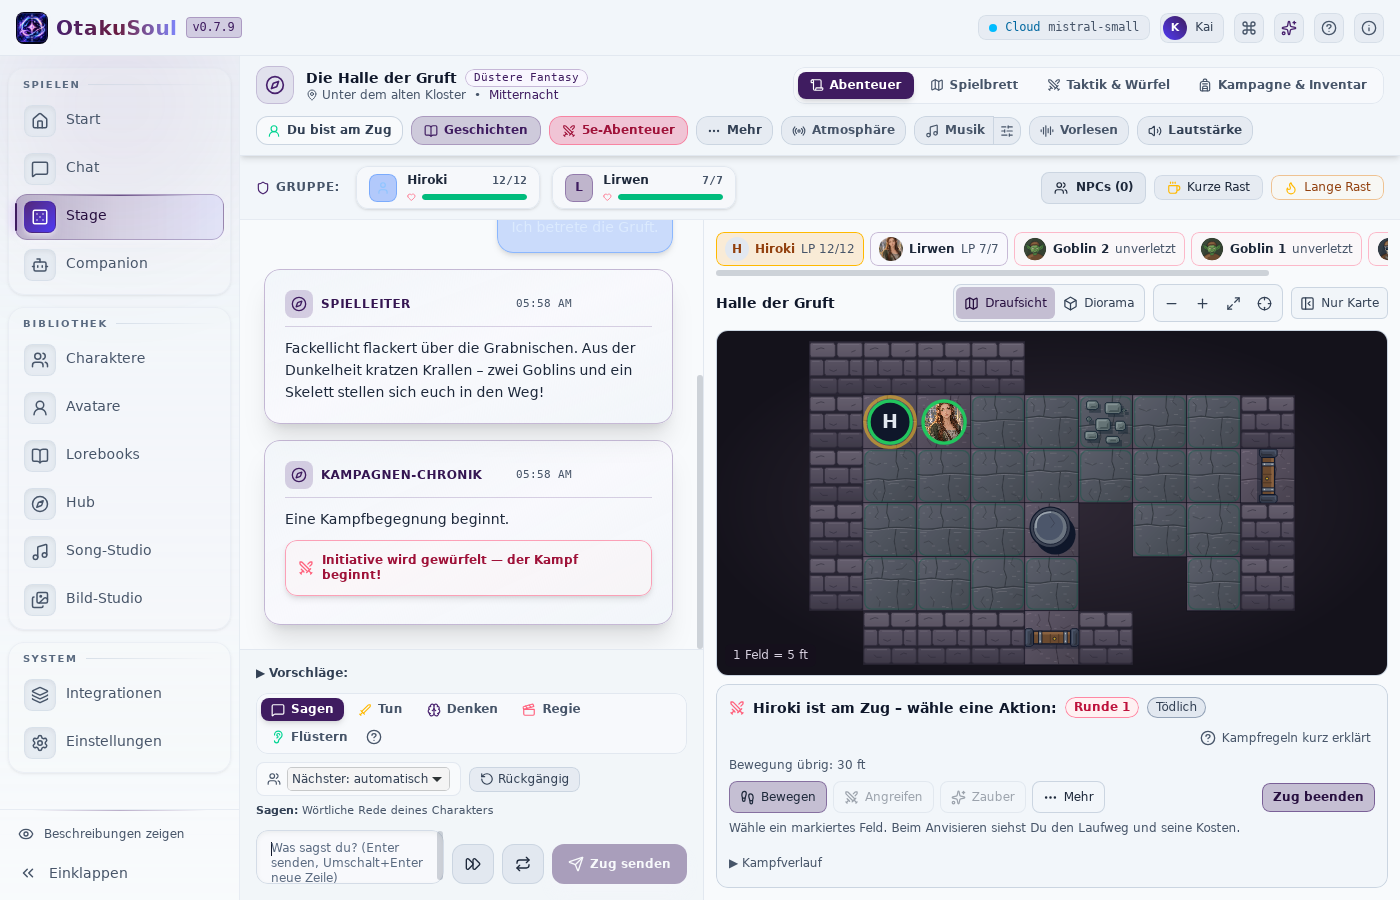 OtakuSoul v0.7.9
Cloud mistral-small
K Kai
SPIELEN
Start
Chat
Stage
Companion
BIBLIOTHEK
Charaktere
Avatare
Lorebooks
Hub
Song-Studio
Bild-Studio
SYSTEM
Integrationen
Einstellungen
Beschreibungen zeigen
Einklappen
Die Halle der Gruft Düstere Fantasy
Unter dem alten Kloster • Mitternacht
Abenteuer Spielbrett Taktik & Würfel Kampagne & Inventar
Du bist am Zug Geschichten 5e-Abenteuer ··· Mehr Atmosphäre Musik Vorlesen Lautstärke
GRUPPE:
Hiroki 12/12
L Lirwen 7/7
NPCs (0) Kurze Rast Lange Rast
Ich betrete die Gruft.
SPIELLEITER 05:58 AM
Fackellicht flackert über die Grabnischen. Aus der
Dunkelheit kratzen Krallen – zwei Goblins und ein
Skelett stellen sich euch in den Weg!
KAMPAGNEN-CHRONIK 05:58 AM
Eine Kampfbegegnung beginnt.
Initiative wird gewürfelt — der Kampf
beginnt!
▶ Vorschläge:
Sagen Tun Denken Regie
Flüstern
Nächster: automatisch Rückgängig
Sagen: Wörtliche Rede deines Charakters
Was sagst du? (Enter
senden, Umschalt+Enter
neue Zeile)
Zug senden
H Hiroki LP 12/12 Lirwen LP 7/7 Goblin 2 unverletzt Goblin 1 unverletzt
Halle der Gruft
Draufsicht Diorama Nur Karte
H
1 Feld = 5 ft
Hiroki ist am Zug – wähle eine Aktion: Runde 1 Tödlich
Kampfregeln kurz erklärt
Bewegung übrig: 30 ft
Bewegen Angreifen Zauber ··· Mehr Zug beenden
Wähle ein markiertes Feld. Beim Anvisieren siehst Du den Laufweg und seine Kosten.
▶ Kampfverlauf